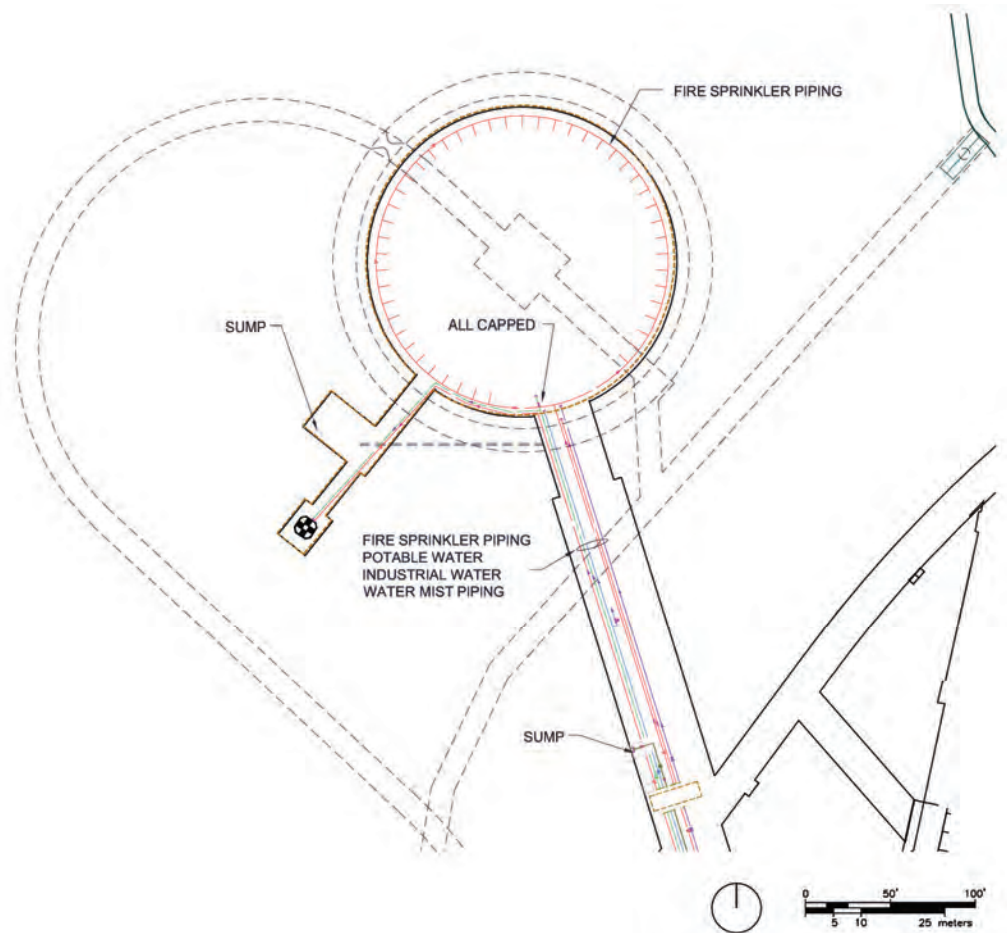 FIRE SPRINKLER PIPING
SUMP
ALL CAPPED
FIRE SPRINKLER PIPING
POTABLE WATER
INDUSTRIAL WATER
WATER MIST PIPING
SUMP
0 50' 100'
5 10 25 meters